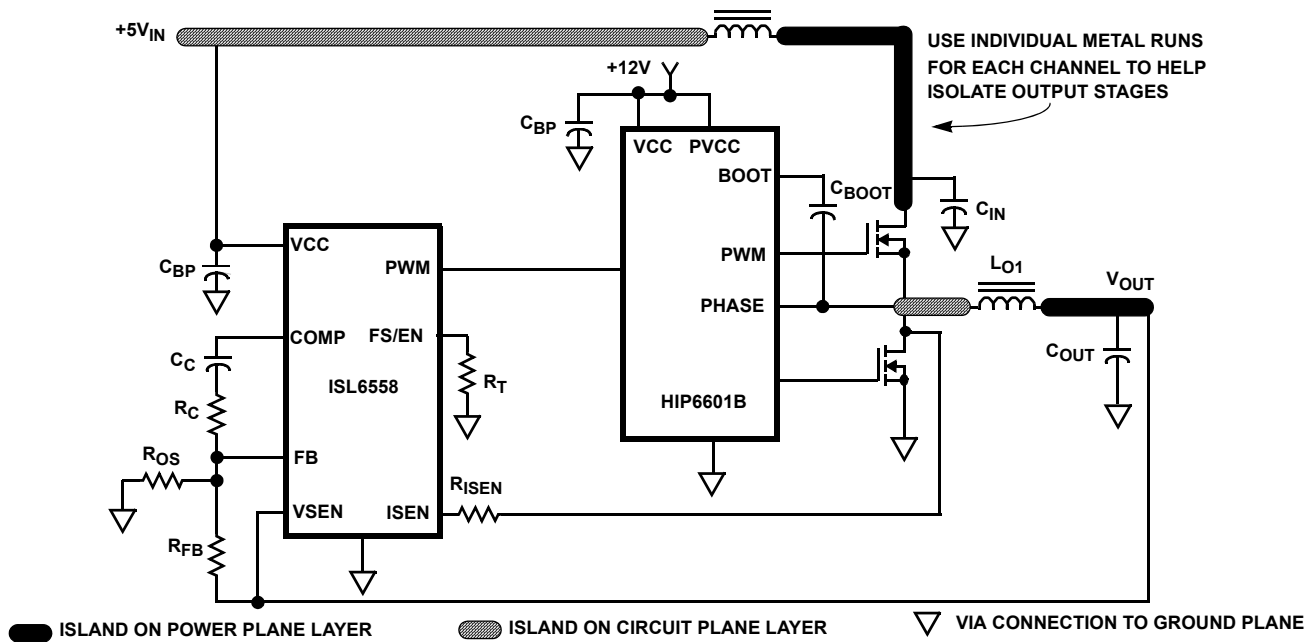 +5VIN
USE INDIVIDUAL METAL RUNS
FOR EACH CHANNEL TO HELP
ISOLATE OUTPUT STAGES
+12V
CBP
VCC PVCC
BOOT
CBOOT
CIN
VCC
PWM
PWM
CBP
LO1
VOUT
PHASE
COMP
FS/EN
CC
RT
COUT
ISL6558
HIP6601B
RC
ROS
FB
RISEN
VSEN
ISEN
RFB
ISLAND ON POWER PLANE LAYER
ISLAND ON CIRCUIT PLANE LAYER
VIA CONNECTION TO GROUND PLANE